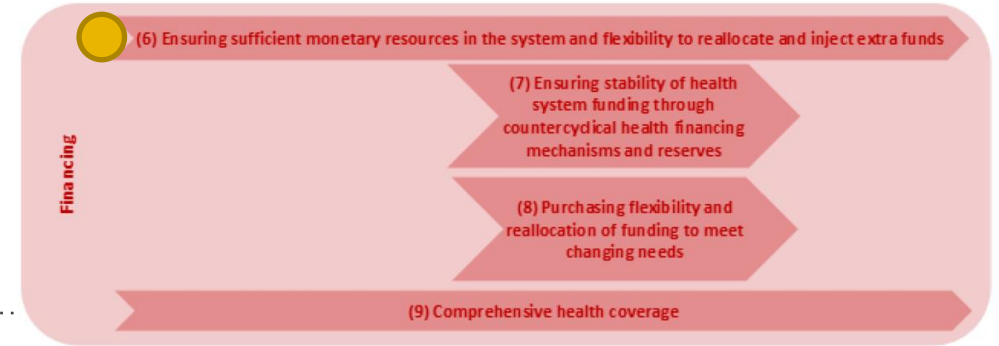 (6) Ensuring sufficient monetary resources in the system and flexibility to reallocate and inject extra funds
(7) Ensuring stability of health
system funding through
countercyclical health financing
mechanisms and reserves
Financing
(8) Purchasing flexibility and
reallocation of funding to meet
changing needs
(9) Comprehensive health coverage
..